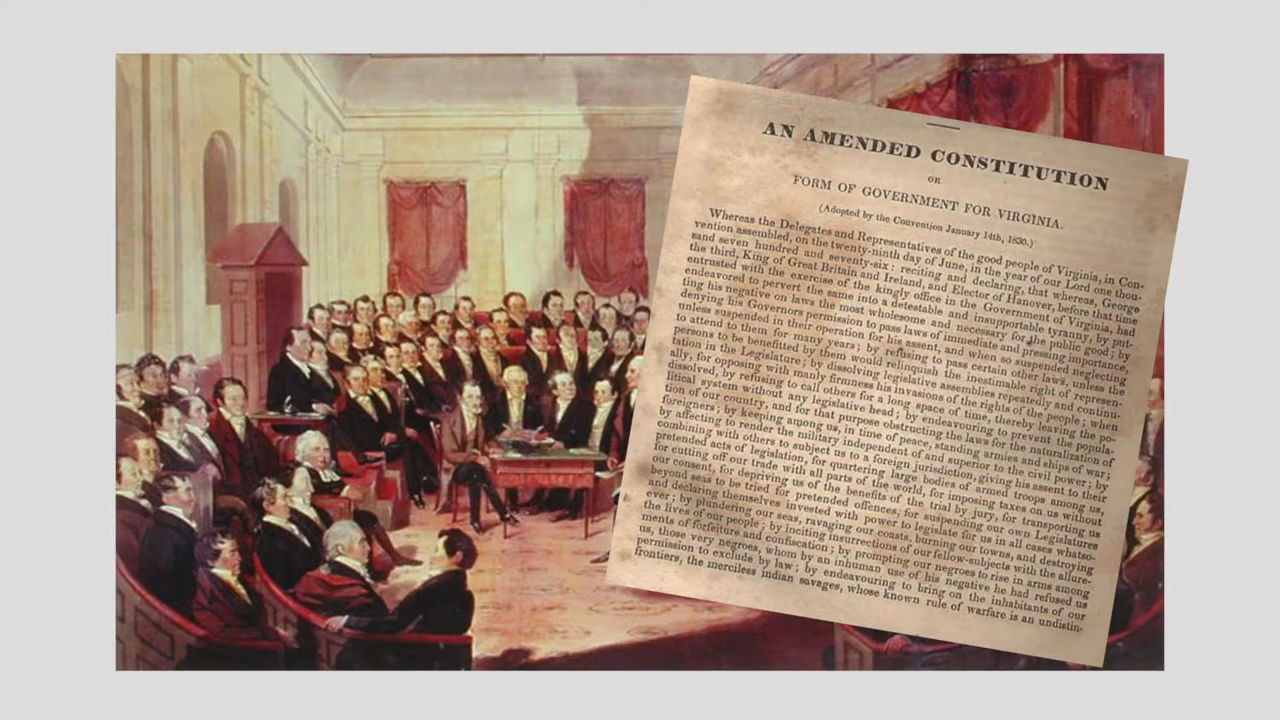 AN AMENDED CONSTITUTION
OR
FORM OF GOVERNMENT FOR VIRGINIA.
(Adopted by the Convention January 14th, 1830.)
Whereas the Delegates and Representatives of the good people of Virginia, in Con-
vention assembled, on the twenty-ninth day of June, in the year of our Lord one thou-
sand seven hundred and seventy-six: reciting and declaring, that whereas, George
the third, King of Great Britain and Ireland, and Elector of Hanover, before that time
entrusted with the exercise of the kingly office in the Government of Virginia, had
endeavored to pervert the same into a detestable and insupportable tyranny, by put-
ting his negative on laws the most wholesome and necessary for the public good; by
denying his Governors permission to pass laws of immediate and pressing importance,
unless suspended in their operation for his assent, and when so suspended neglecting
to attend to them for many years; by refusing to pass certain other laws, unless the
persons to be benefitted by them would relinquish the inestimable right of represen-
tation in the Legislature; by dissolving legislative assemblies repeatedly and continu-
ally, for opposing with manly firmness his invasions of the rights of the people; when
dissolved, by refusing to call others for a long space of time, thereby leaving the po-
litical system without any legislative head; by endeavouring to prevent the popula-
tion of our country, and for that purpose obstructing the laws for the naturalization of
foreigners; by keeping among us, in time of peace, standing armies and ships of war;
by affecting to render the military independent of and superior to the civil power; by
combining with others to subject us to a foreign jurisdiction, giving his assent to their
pretended acts of legislation, for quartering large bodies of armed troops among us,
for cutting off our trade with all parts of the world, for imposing taxes on us without
our consent, for depriving us of the benefits of the trial by jury, for transporting us
beyond seas to be tried for pretended offences, for suspending our own Legislatures
and declaring themselves invested with power to legislate for us in all cases whatso-
ever; by plundering our seas, ravaging our coasts, burning our towns, and destroying
the lives of our people; by inciting insurrections of our fellow-subjects with the allure-
ments of forfeiture and confiscation; by prompting our negroes to rise in arms among
us, those very negroes, whom by an inhuman use of his negative he had refused us
permission to exclude by law; by endeavouring to bring on the inhabitants of our
frontiers, the merciless indian savages, whose known rule of warfare is an undistin-